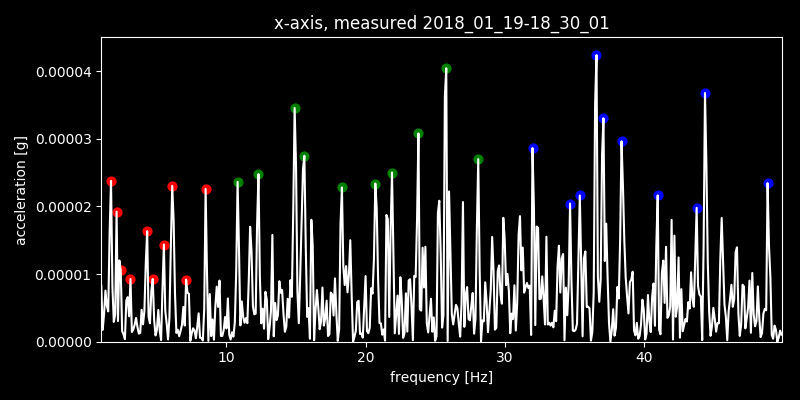 x-axis, measured 2018_01_19-18_30_01
acceleration [g]
0.00004
0.00003
0.00002
0.00001
0.00000
10 20 30 40
frequency [Hz]